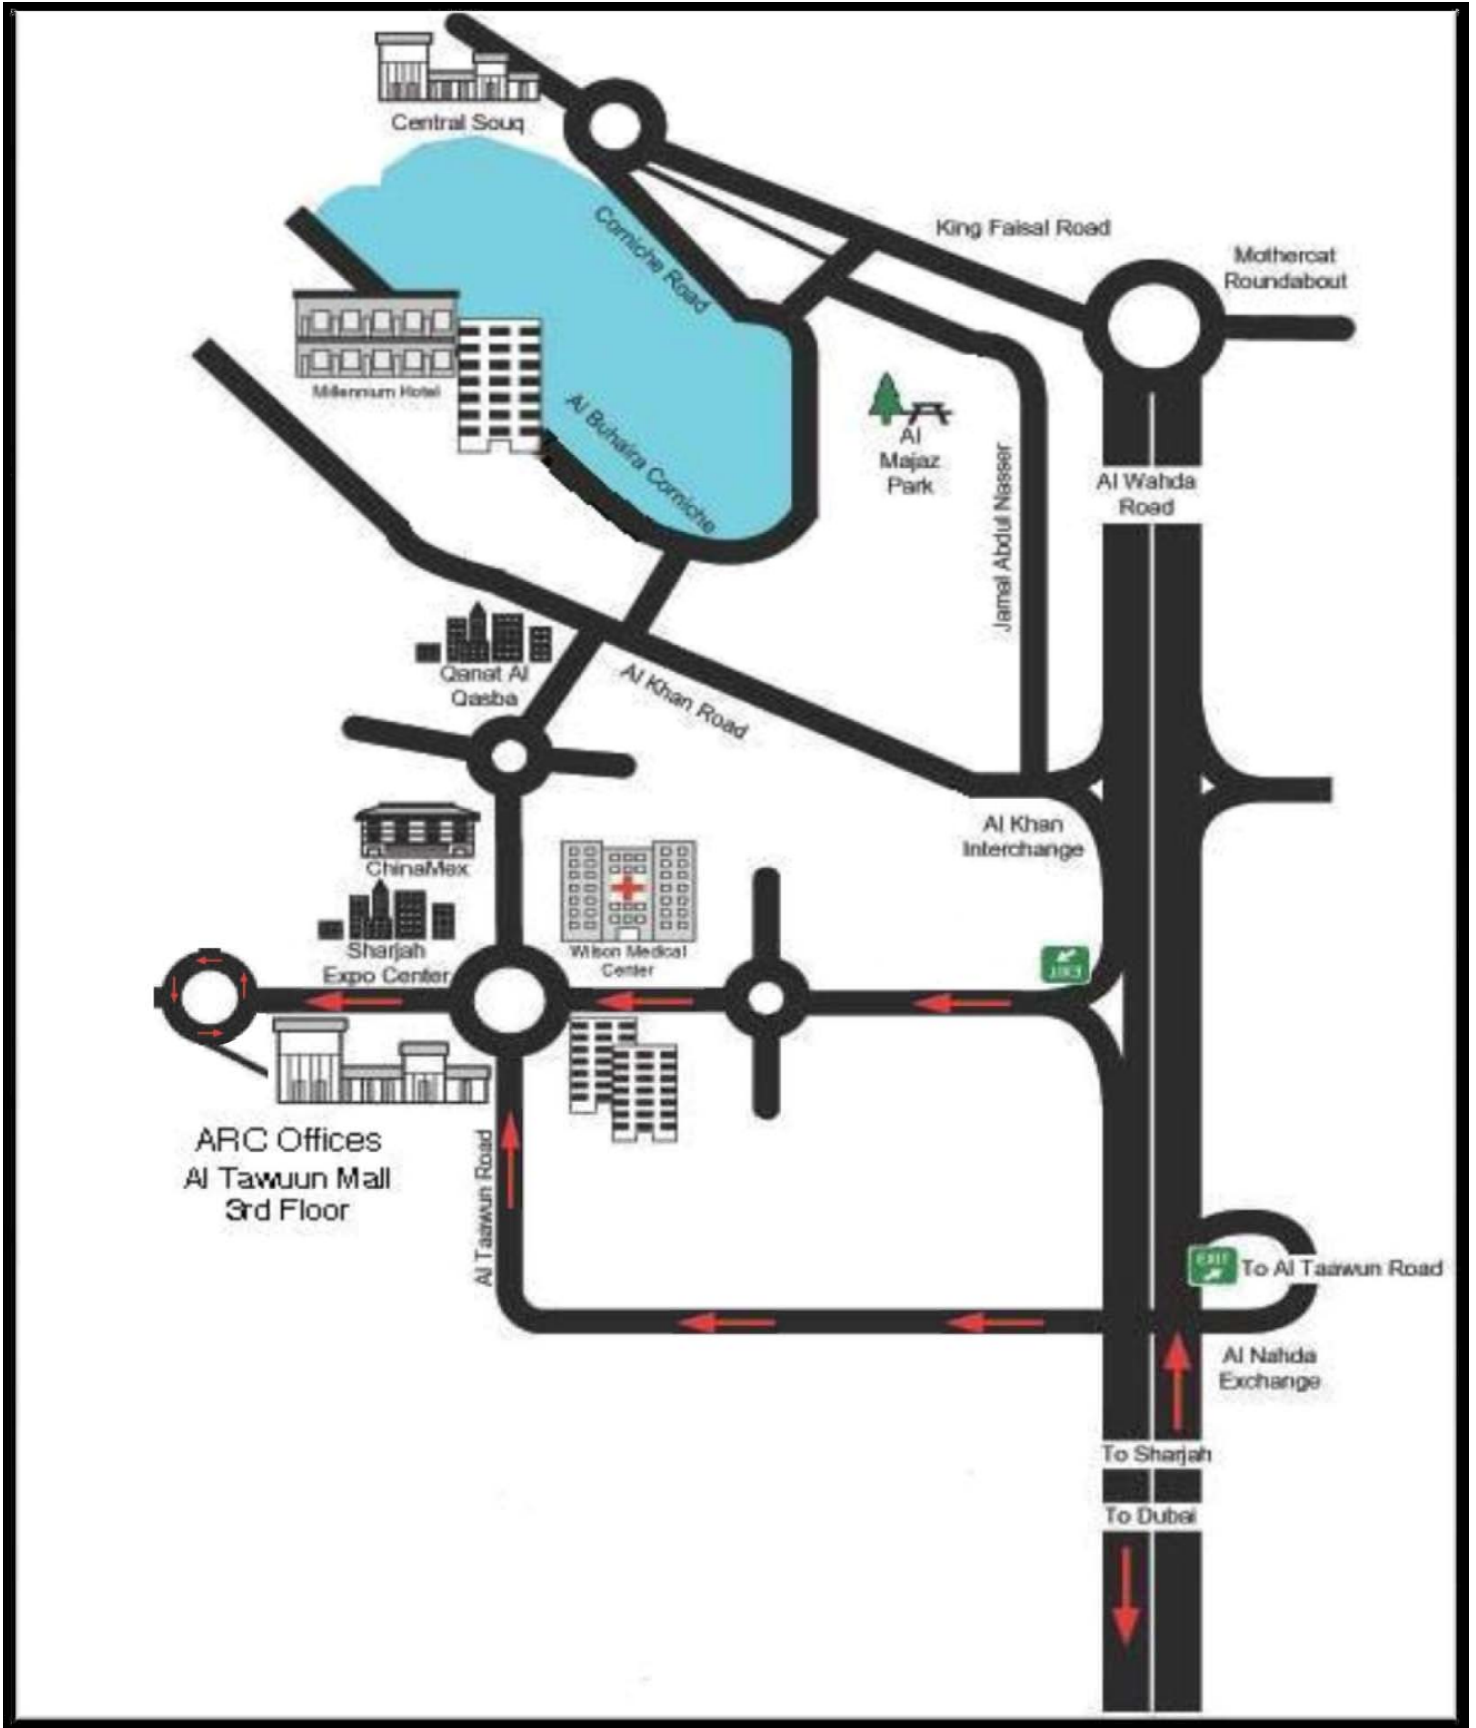 Central Souq
King Faisal Road
Mothercat
Roundabout
Corniche Road
Millennium Hotel
Al Buhaira Corniche
Al
Majaz
Park
Jamal Abdul Nasser
Al Wahda
Road
Qanat Al
Qasba
Al Khan Road
Al Khan
Interchange
ChinaMex
Sharjah
Expo Center
Wilson Medical
Center
EXIT
ARC Offices
Al Tawuun Mall
3rd Floor
Al Taawun Road
EXIT
To Al Taawun Road
Al Nahda
Exchange
To Sharjah
To Dubai